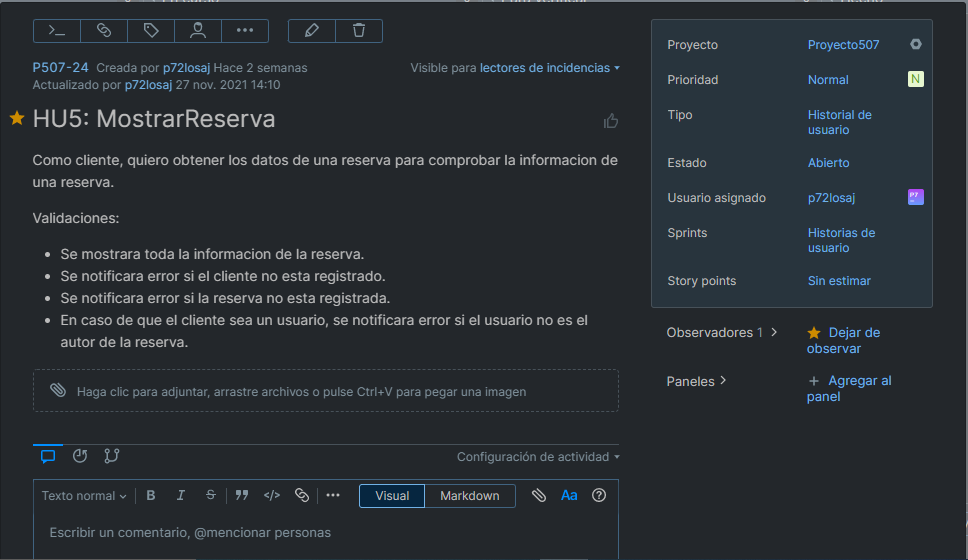 P507-24 Creada por p72losaj Hace 2 semanas
Visible para lectores de incidencias
Actualizado por p72losaj 27 nov. 2021 14:10
HU5: MostrarReserva
Como cliente, quiero obtener los datos de una reserva para comprobar la informacion de
una reserva.
Validaciones:
Se mostrara toda la informacion de la reserva.
Se notificara error si el cliente no esta registrado.
Se notificara error si la reserva no esta registrada.
En caso de que el cliente sea un usuario, se notificara error si el usuario no es el
autor de la reserva.
Haga clic para adjuntar, arrastre archivos o pulse Ctrl+V para pegar una imagen
Configuración de actividad
Texto normal B I S </> Visual Markdown Aa ?
Escribir un comentario, @mencionar personas
Proyecto Proyecto507
Prioridad Normal N
Tipo Historial de
usuario
Estado Abierto
Usuario asignado p72losaj P7
Sprints Historias de
usuario
Story points Sin estimar
Observadores 1 Dejar de
observar
Paneles + Agregar al
panel